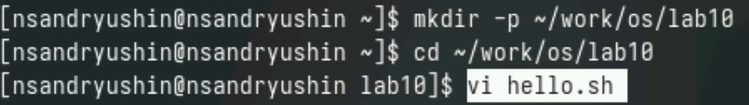 [nsandryushin@nsandryushin ~]$ mkdir -p ~/work/os/lab10
[nsandryushin@nsandryushin ~]$ cd ~/work/os/lab10
[nsandryushin@nsandryushin lab10]$ vi hello.sh